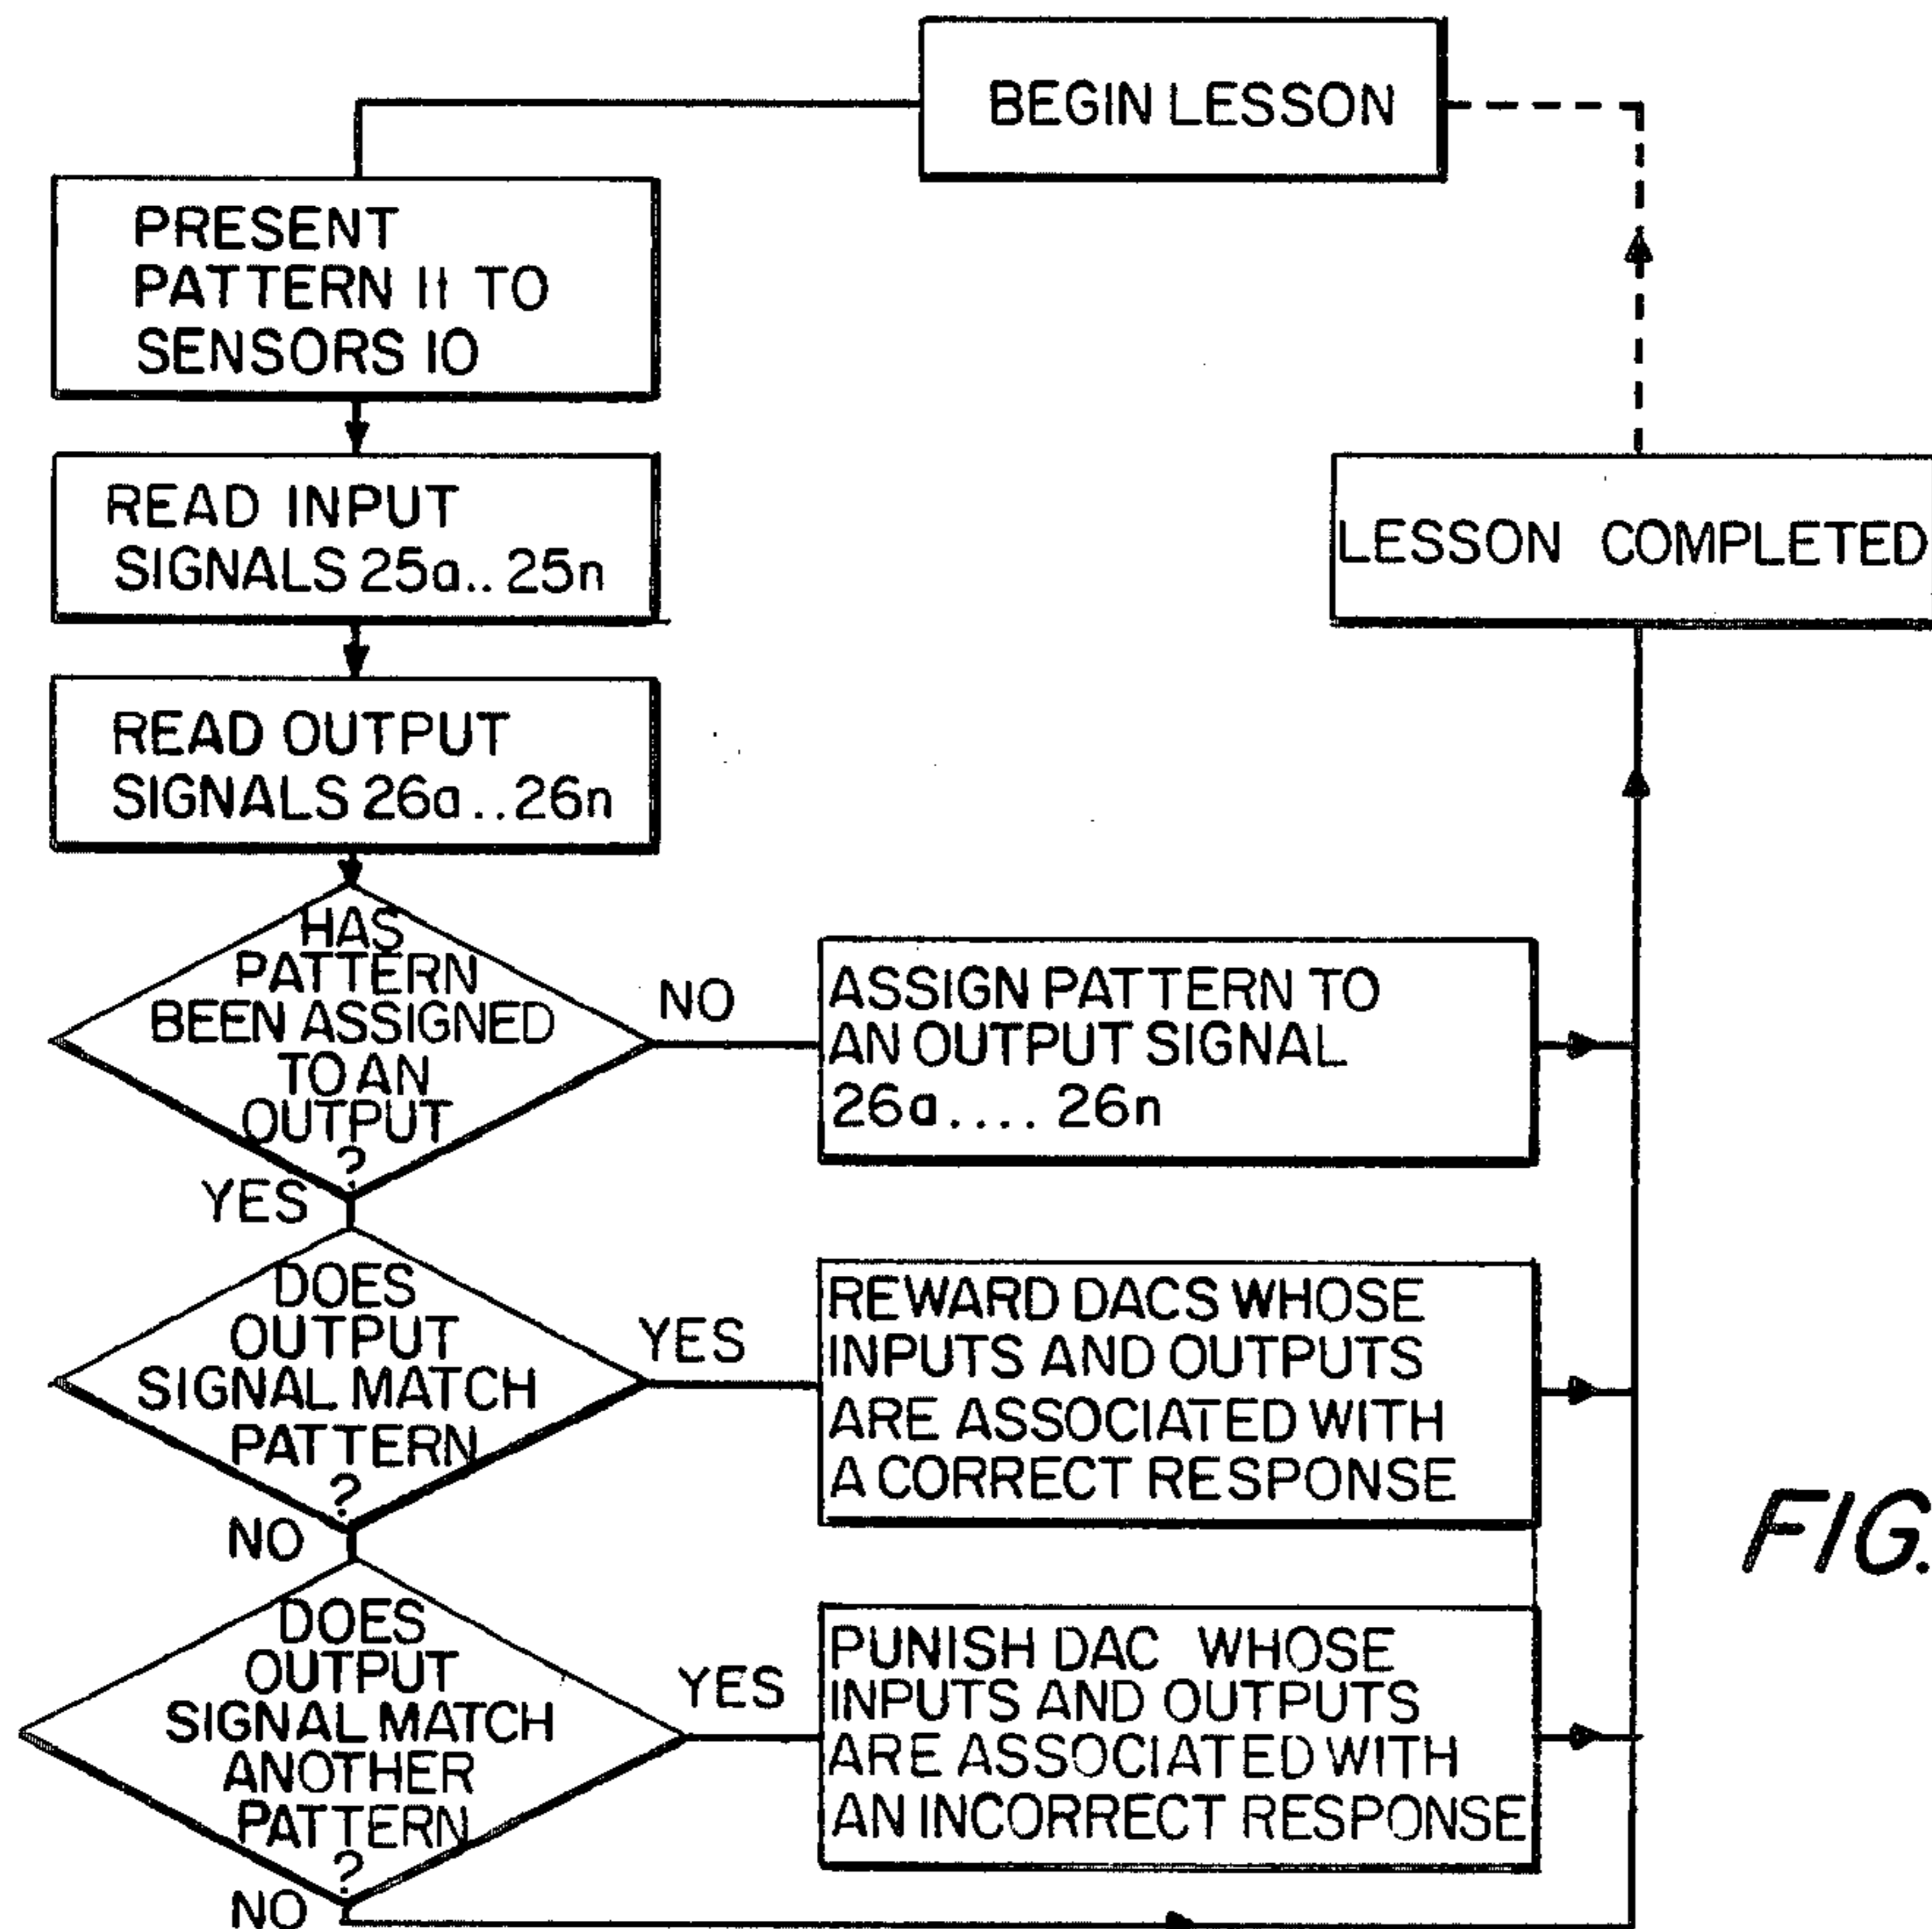 BEGIN LESSON
PRESENT
PATTERN 11 TO
SENSORS 10
READ INPUT
SIGNALS 25a..25n
READ OUTPUT
SIGNALS 26a..26n
LESSON COMPLETED
HAS
PATTERN
BEEN ASSIGNED
TO AN
OUTPUT
?
NO
YES
ASSIGN PATTERN TO
AN OUTPUT SIGNAL
26a.... 26n
DOES
OUTPUT
SIGNAL MATCH
PATTERN
?
YES
NO
REWARD DACS WHOSE
INPUTS AND OUTPUTS
ARE ASSOCIATED WITH
A CORRECT RESPONSE
FIG.
DOES
OUTPUT
SIGNAL MATCH
ANOTHER
PATTERN
?
YES
NO
PUNISH DAC WHOSE
INPUTS AND OUTPUTS
ARE ASSOCIATED WITH
AN INCORRECT RESPONSE